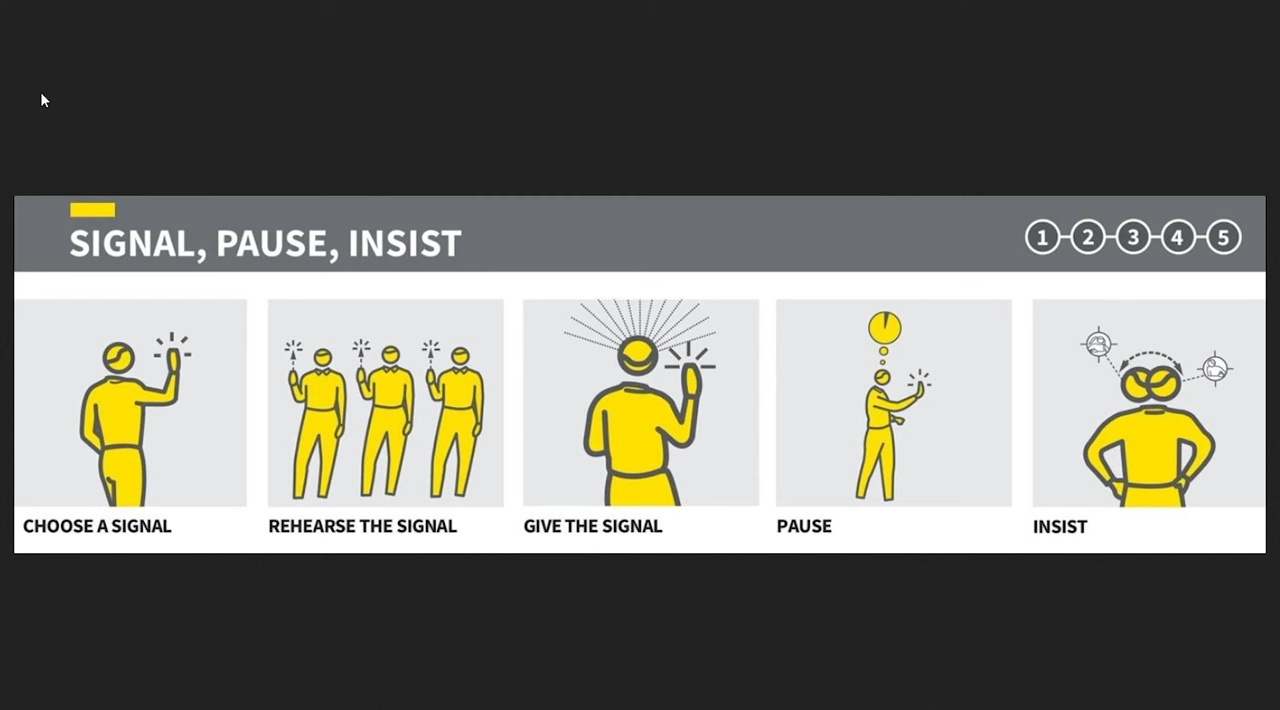 SIGNAL, PAUSE, INSIST
1 2 3 4 5
CHOOSE A SIGNAL
REHEARSE THE SIGNAL
GIVE THE SIGNAL
PAUSE
INSIST